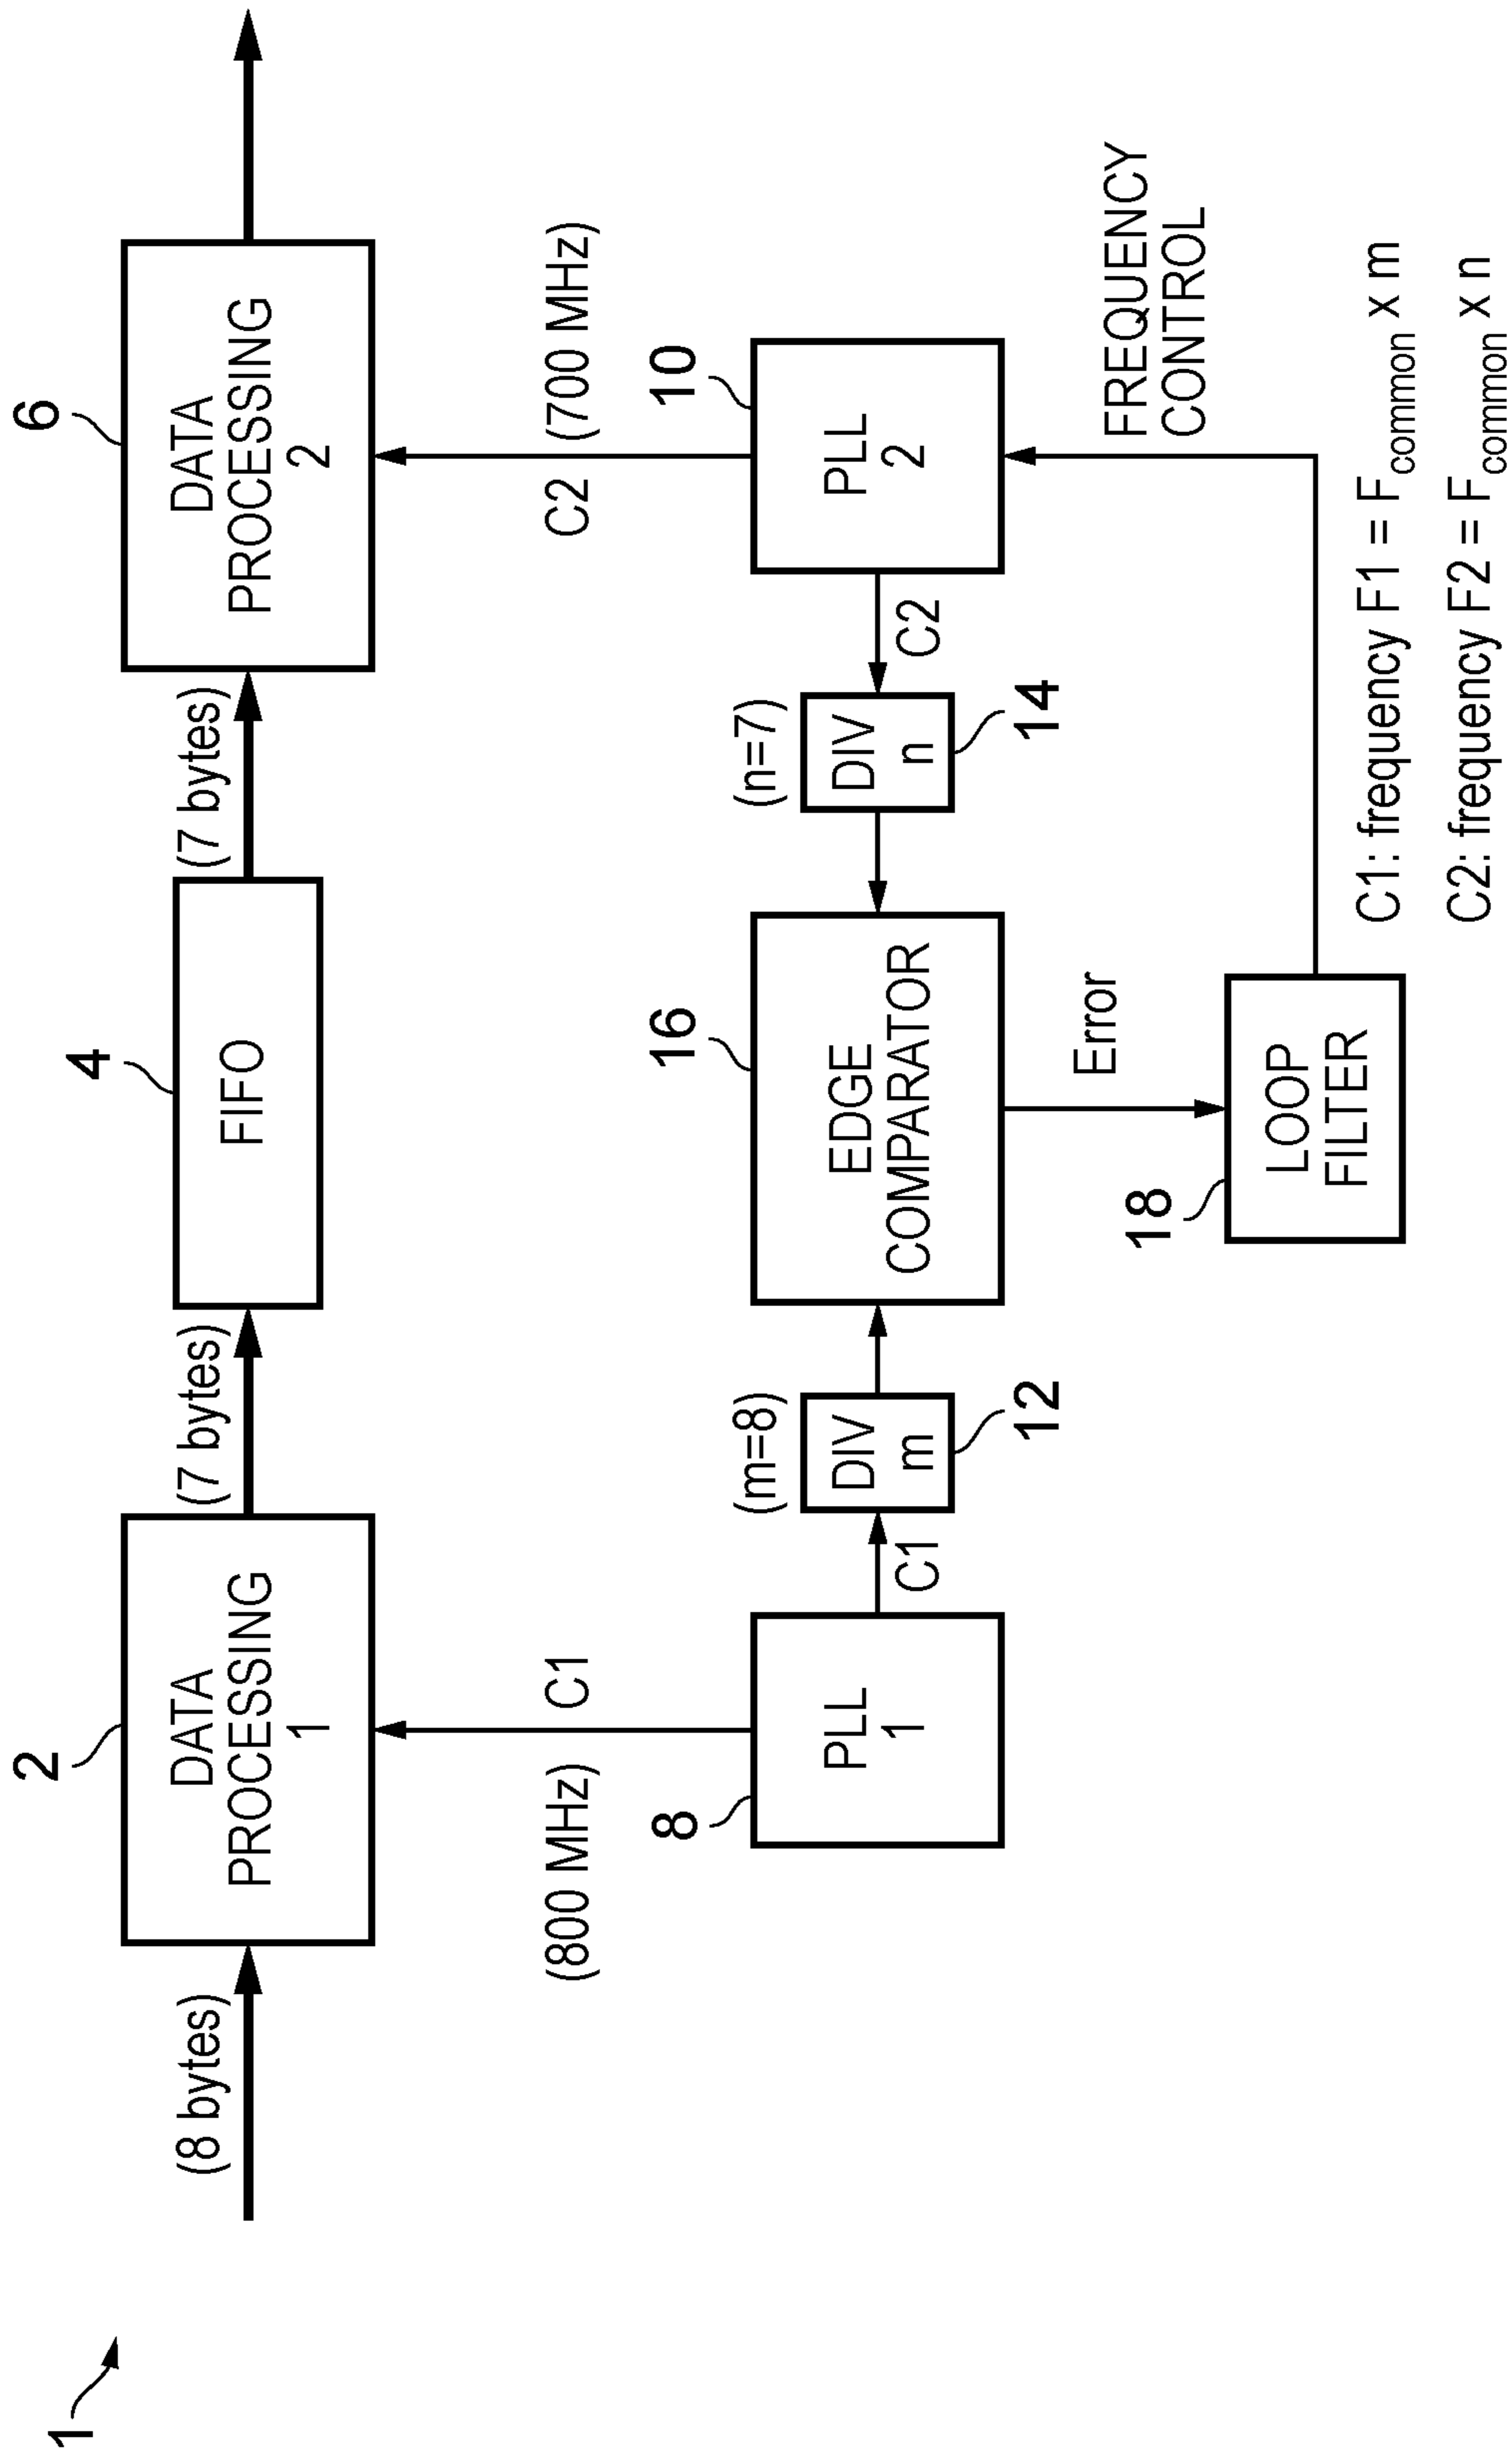 1
2
4
6
(8 bytes)
DATA
PROCESSING
1
(7 bytes)
FIFO
(7 bytes)
DATA
PROCESSING
2
(800 MHz)
C1
C2
(700 MHz)
8
PLL
1
C1
(m=8)
DIV
m
12
16
EDGE
COMPARATOR
(n=7)
DIV
n
14
C2
10
PLL
2
Error
18
LOOP
FILTER
FREQUENCY
CONTROL
C1: frequency F1 = Fcommon x m
C2: frequency F2 = Fcommon x n